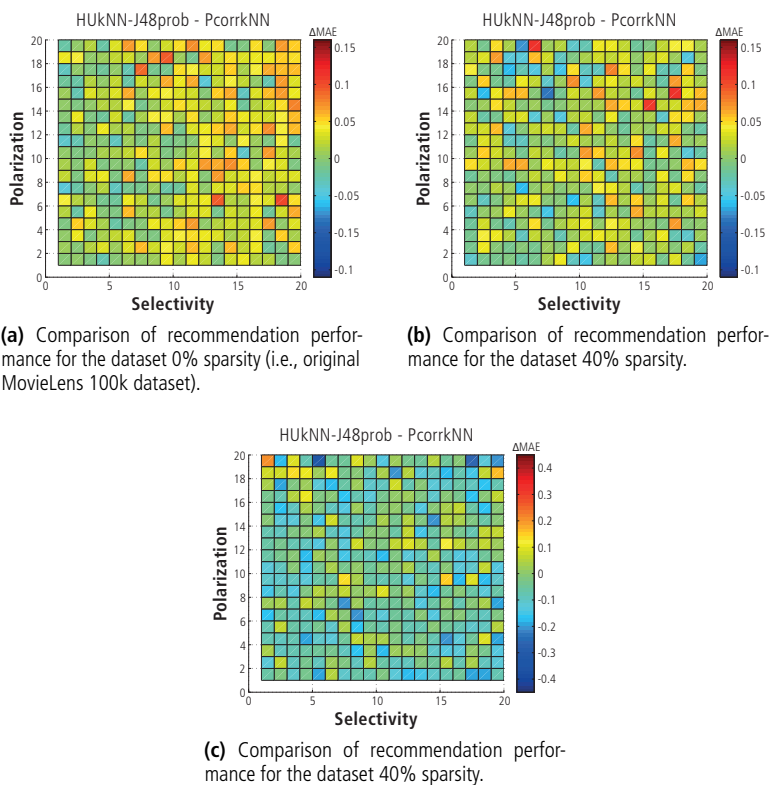 HUkNN-J48prob - PcorrkNN
ΔMAE
20
18
16
14
12
10
8
6
4
2
0
Polarization
0 5 10 15 20
Selectivity
0.15
0.1
0.05
0
-0.05
-0.1
(a) Comparison of recommendation perfor-
mance for the dataset 0% sparsity (i.e., original
MovieLens 100k dataset).
HUkNN-J48prob - PcorrkNN
ΔMAE
20
18
16
14
12
10
8
6
4
2
0
Polarization
0 5 10 15 20
Selectivity
0.15
0.1
0.05
0
-0.05
-0.15
-0.1
(b) Comparison of recommendation perfor-
mance for the dataset 40% sparsity.
HUkNN-J48prob - PcorrkNN
ΔMAE
20
18
16
14
12
10
8
6
4
2
0
Polarization
0 5 10 15 20
Selectivity
0.4
0.3
0.2
0.1
0
-0.1
-0.2
-0.3
-0.4
(c) Comparison of recommendation perfor-
mance for the dataset 40% sparsity.